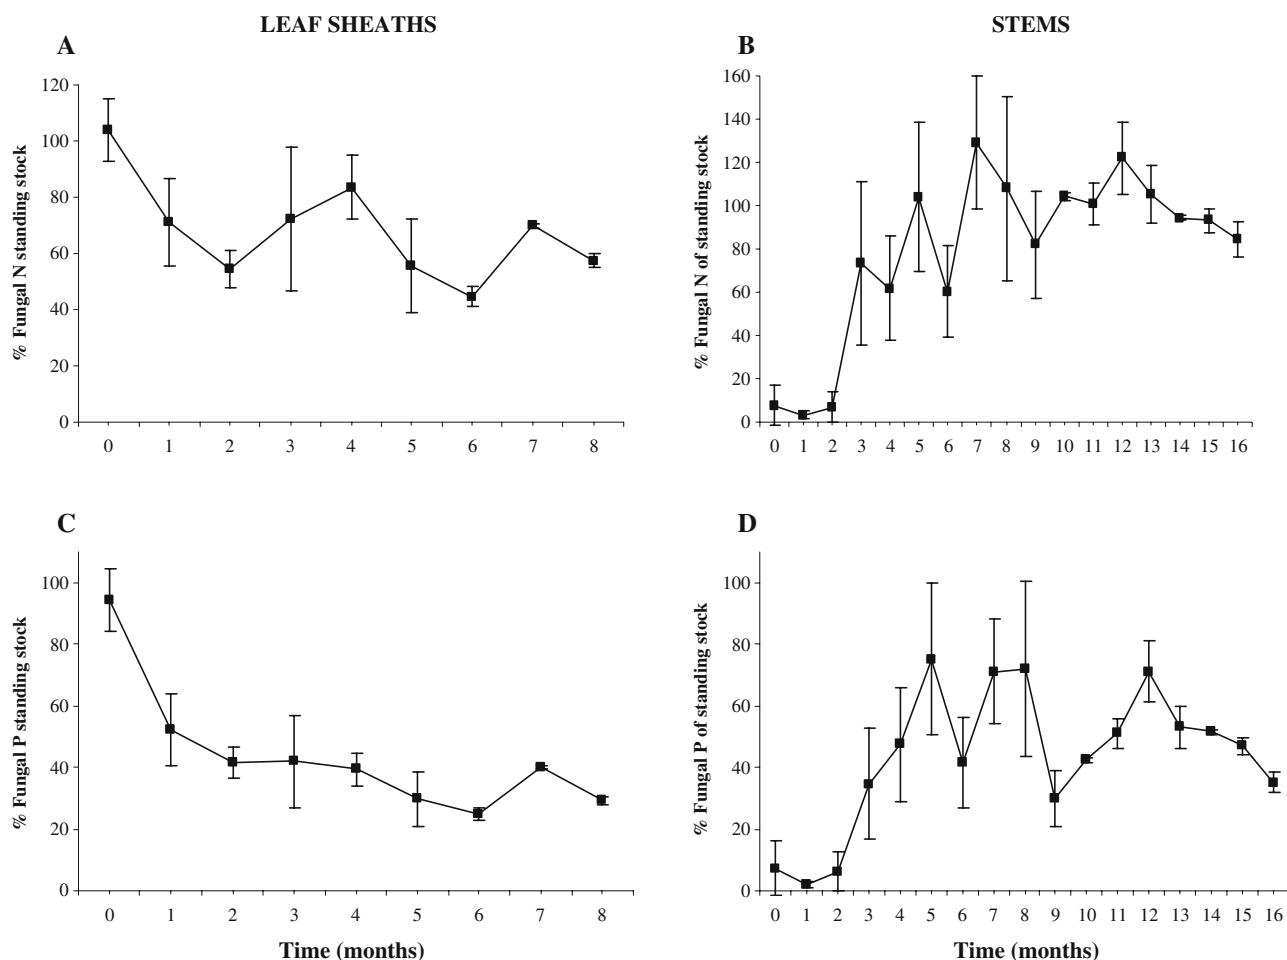 LEAF SHEATHS
STEMS
A
% Fungal N standing stock
120
100
80
60
40
20
0
0 1 2 3 4 5 6 7 8
B
% Fungal N of standing stock
160
140
120
100
80
60
40
20
0
0 1 2 3 4 5 6 7 8 9 10 11 12 13 14 15 16
C
% Fungal P standing stock
100
80
60
40
20
0
0 1 2 3 4 5 6 7 8
Time (months)
D
% Fungal P of standing stock
100
80
60
40
20
0
0 1 2 3 4 5 6 7 8 9 10 11 12 13 14 15 16
Time (months)